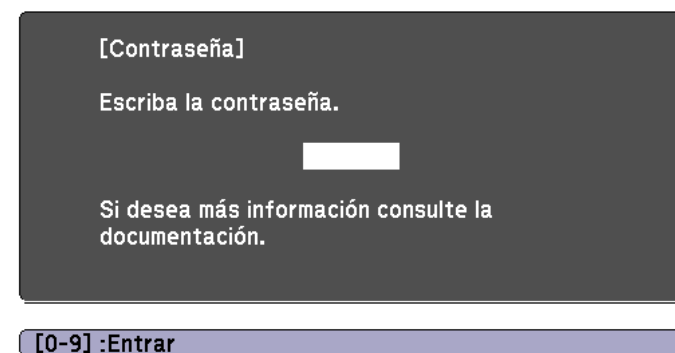 [Contraseña]
Escriba la contraseña.
Si desea más información consulte la
documentación.
[0-9] :Entrar